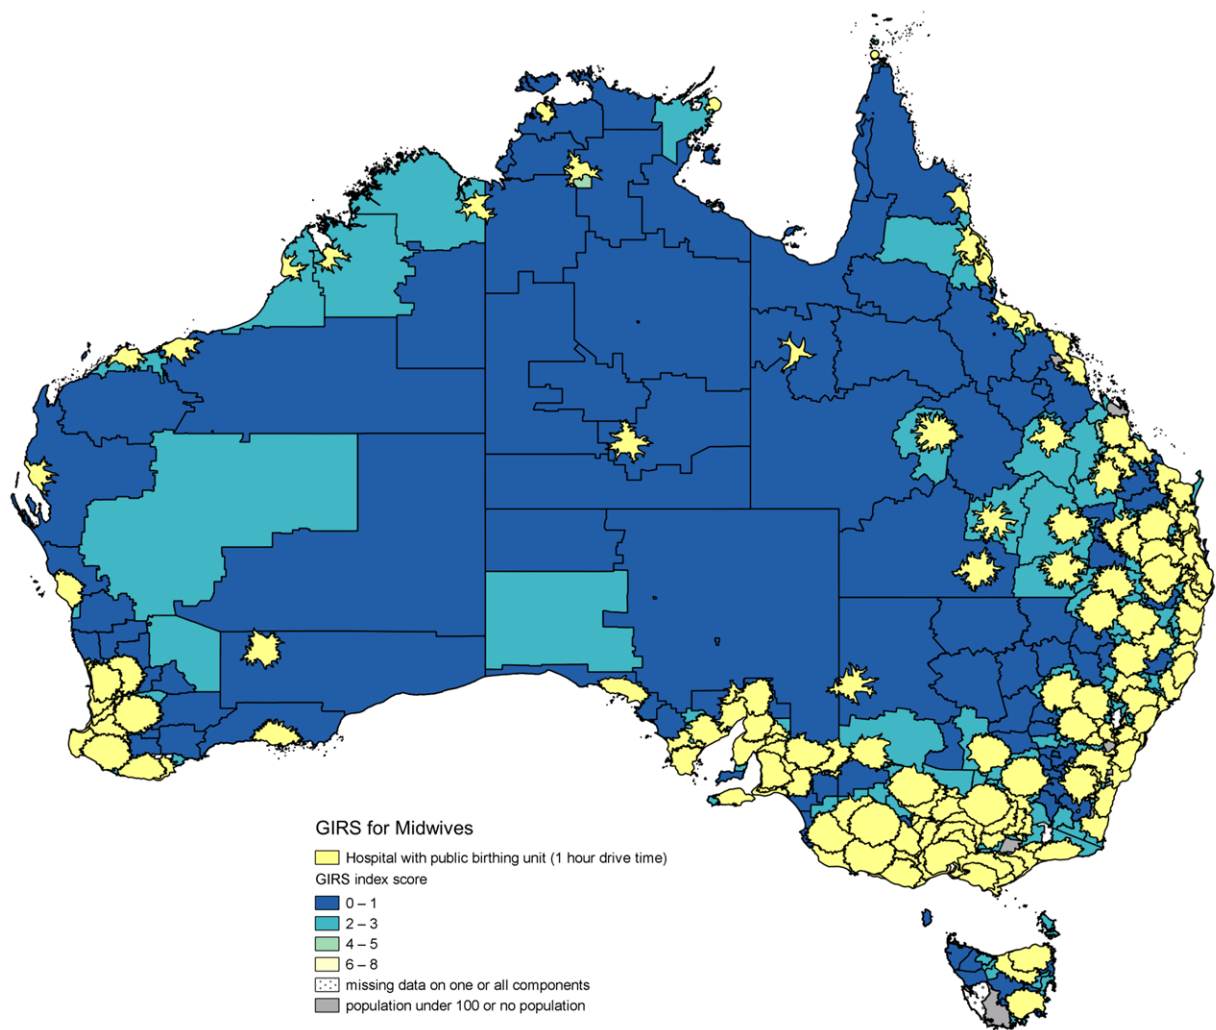 GIRS for Midwives
Hospital with public birthing unit (1 hour drive time)
GIRS index score
0 – 1
2 – 3
4 – 5
6 – 8
missing data on one or all components
population under 100 or no population